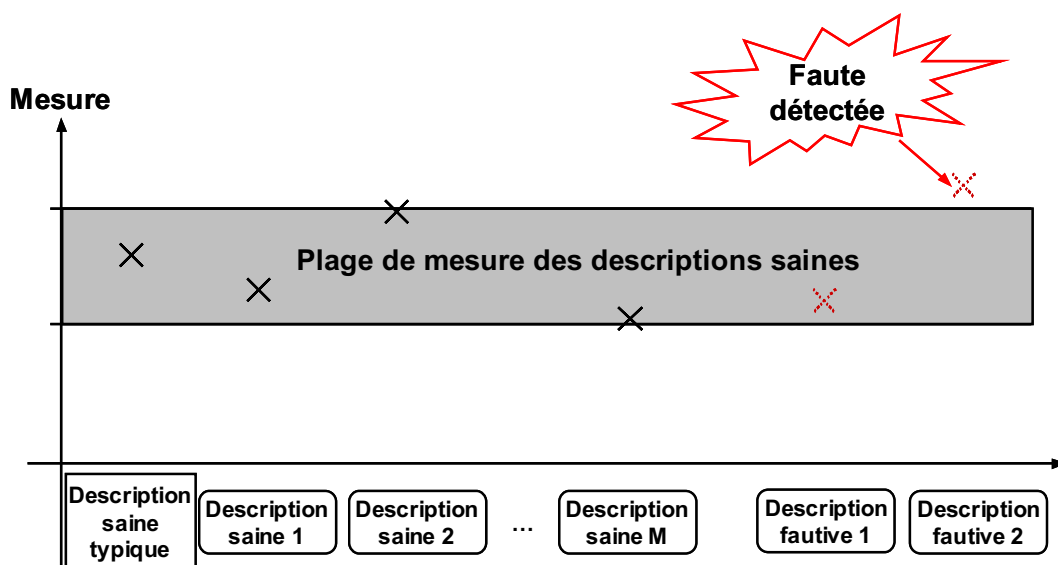 Faute
détectée
Mesure
Plage de mesure des descriptions saines
Description
saine
typique
Description
saine 1
Description
saine 2
...
Description
saine M
Description
fautive 1
Description
fautive 2